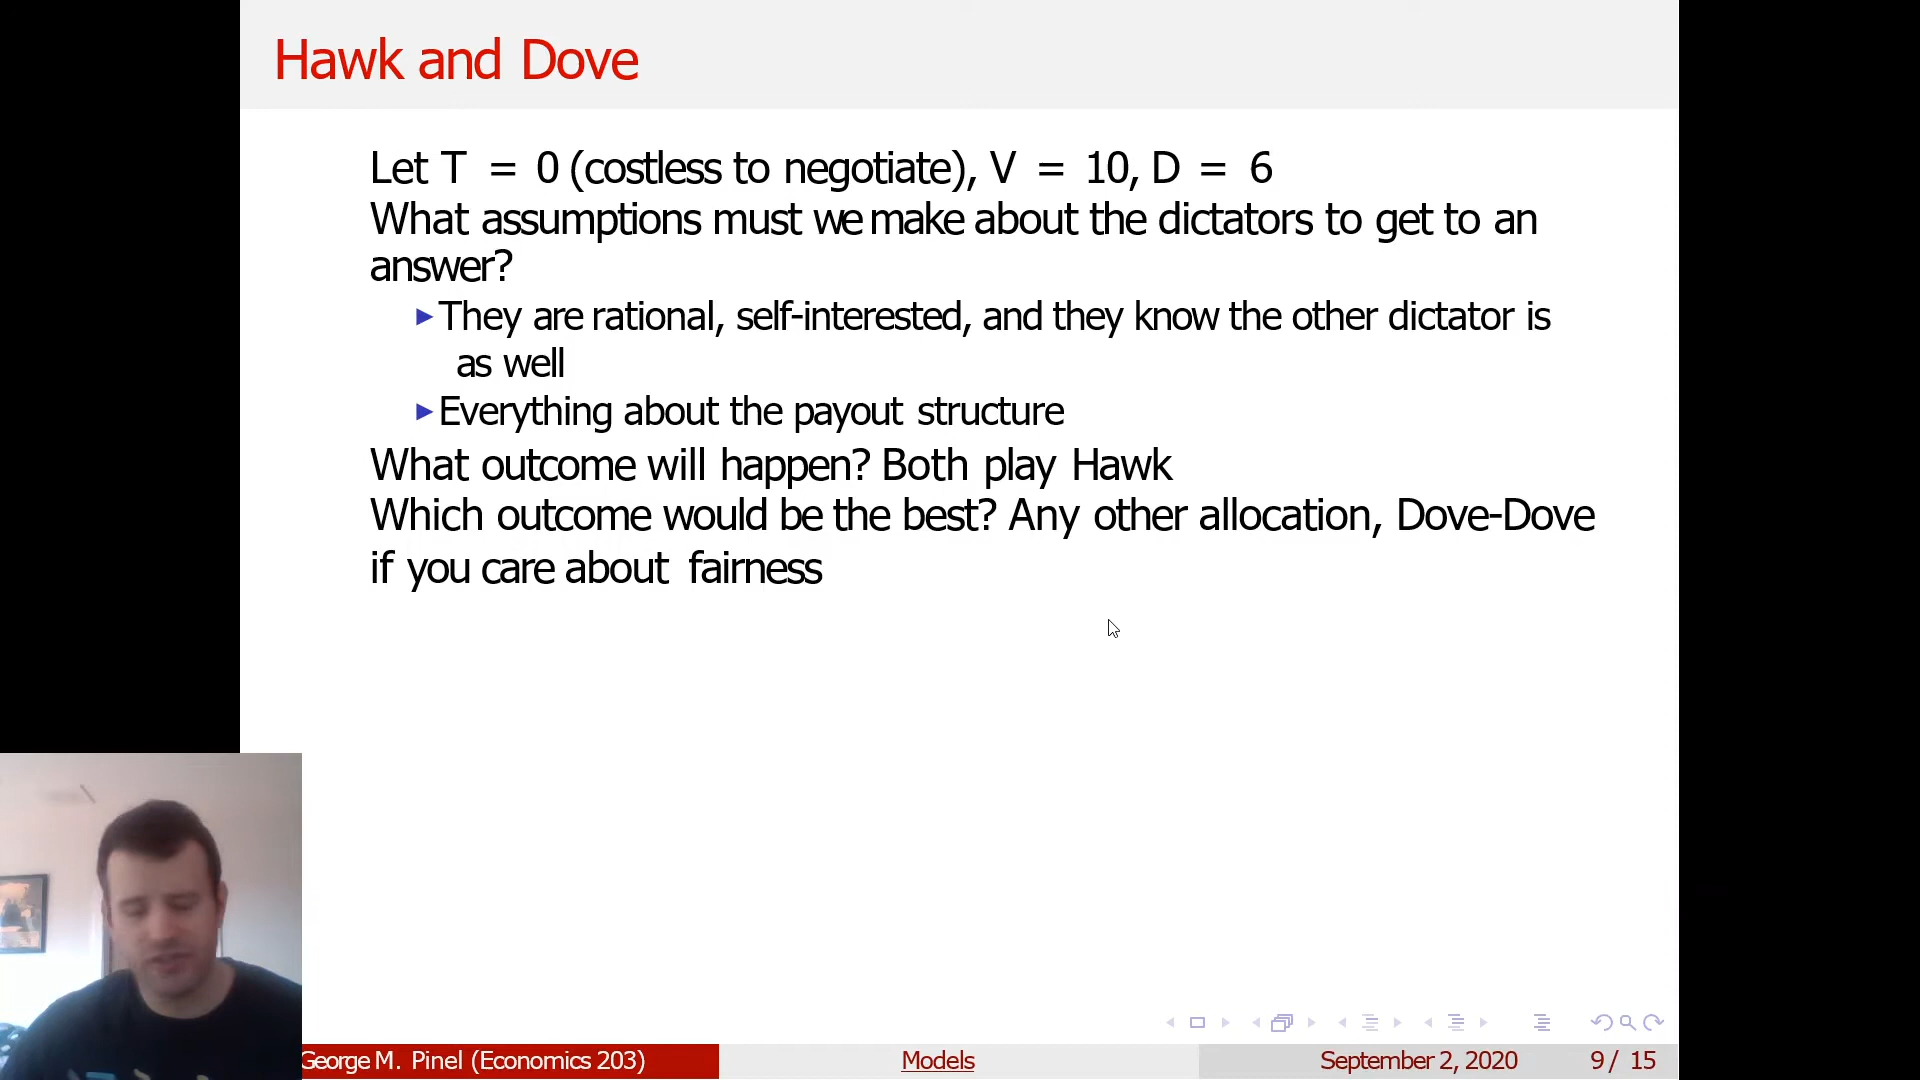 Hawk and Dove
Let T = 0 (costless to negotiate), V = 10, D = 6
What assumptions must we make about the dictators to get to an
answer?
They are rational, self-interested, and they know the other dictator is
as well
Everything about the payout structure
What outcome will happen? Both play Hawk
Which outcome would be the best? Any other allocation, Dove-Dove
if you care about fairness
George M. Pinel (Economics 203)
Models
September 2, 2020
9 / 15